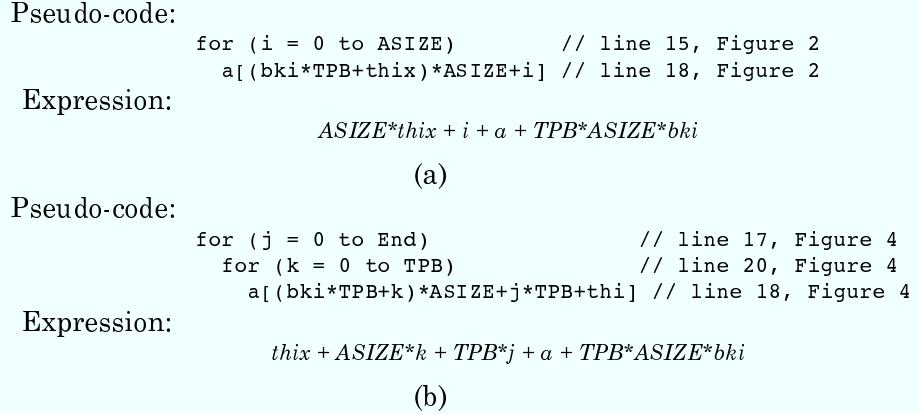 Pseudo-code:
for (i = 0 to ASIZE) // line 15, Figure 2
a[(bki*TPB+thix)*ASIZE+i] // line 18, Figure 2
Expression:
ASIZE*thix + i + a + TPB*ASIZE*bki
(a)
Pseudo-code:
for (j = 0 to End) // line 17, Figure 4
for (k = 0 to TPB) // line 20, Figure 4
a[(bki*TPB+k)*ASIZE+j*TPB+thi] // line 18, Figure 4
Expression:
thix + ASIZE*k + TPB*j + a + TPB*ASIZE*bki
(b)